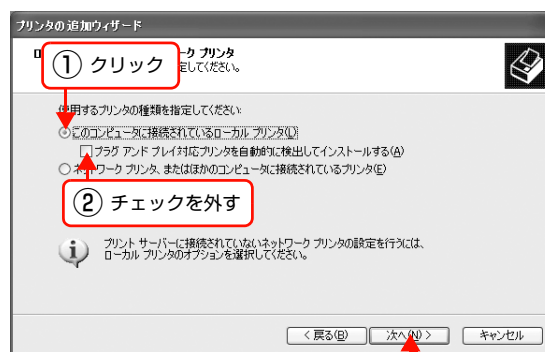 プリンタの追加ウィザード
ーク プリンタ
① クリック
定してください。
使用するプリンタの種類を指定してください:
このコンピュータに接続されているローカル プリンタ(L)
プラグ アンド プレイ対応プリンタを自動的に検出してインストールする(A)
ネットワーク プリンタ、またはほかのコンピュータに接続されているプリンタ(E)
② チェックを外す
プリント サーバーに接続されていないネットワーク プリンタの設定を行うには、
ローカル プリンタのオプションを選択してください。
< 戻る(B)
次へ(N) >
キャンセル